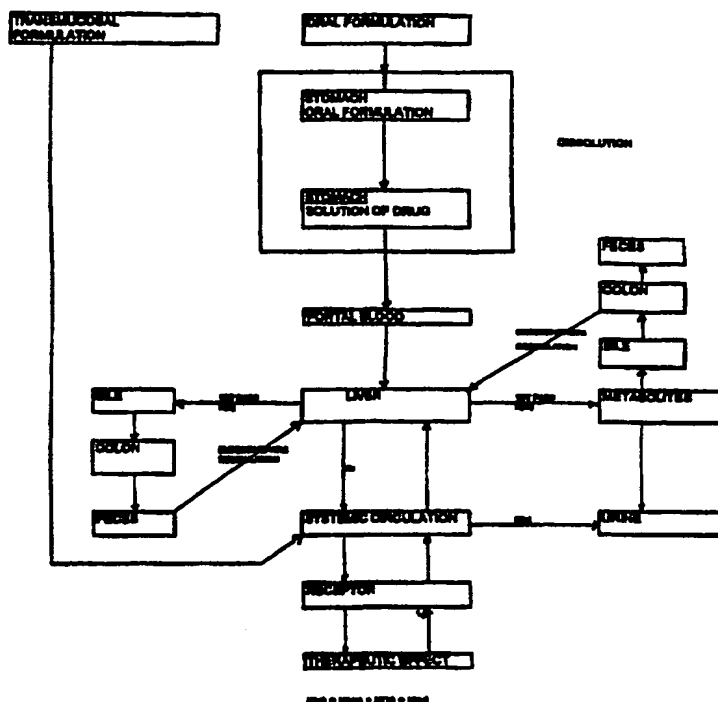 TRANSMUCOSAL
FORMULATION
ORAL FORMULATION
STOMACH
ORAL FORMULATION
DISSOLUTION
STOMACH
SOLUTION OF DRUG
FECES
COLON
PORTAL BLOOD
BILE
BILE
LIVER
METABOLITES
COLON
FECES
SYSTEMIC CIRCULATION
URINE
RECEPTOR
THERAPEUTIC EFFECT